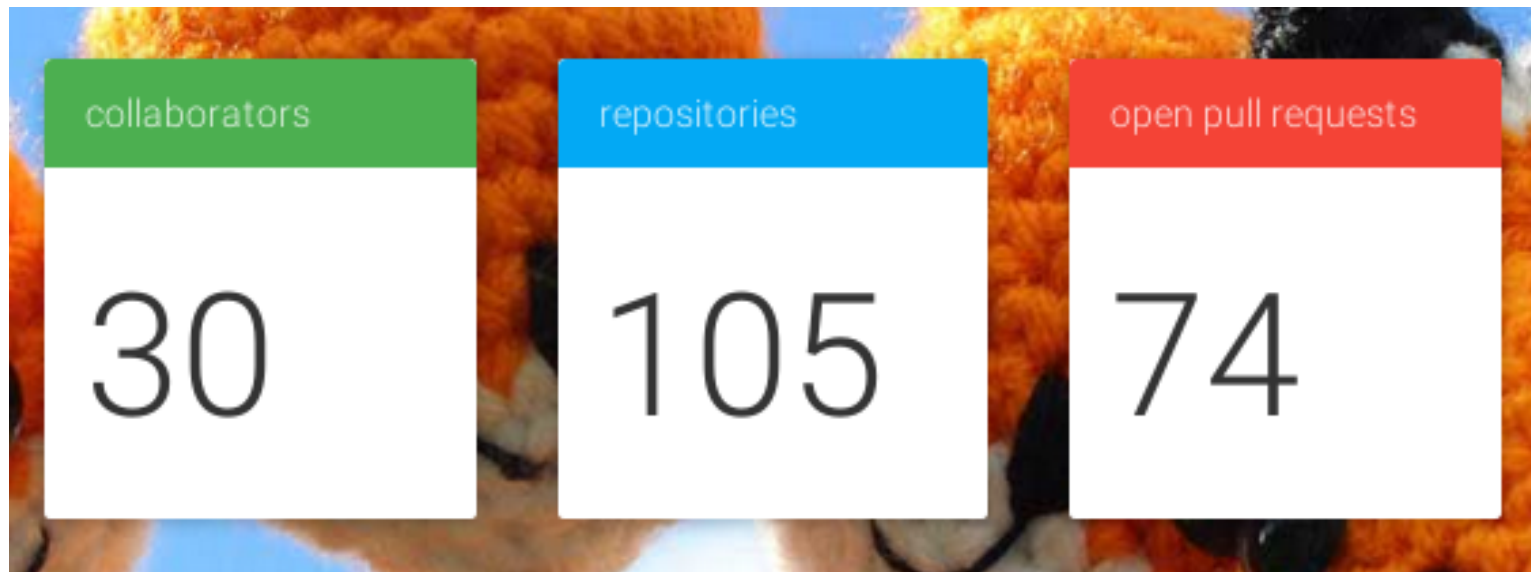 collaborators
30
repositories
105
open pull requests
74